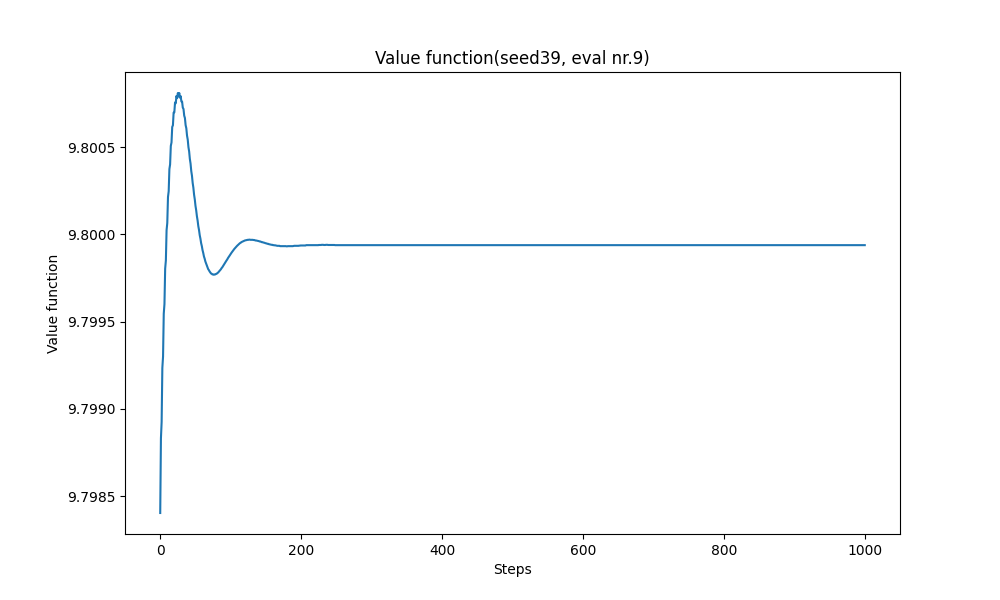 Value function(seed39, eval nr.9)
Value function
9.8005
9.8000
9.7995
9.7990
9.7985
0 200 400 600 800 1000
Steps